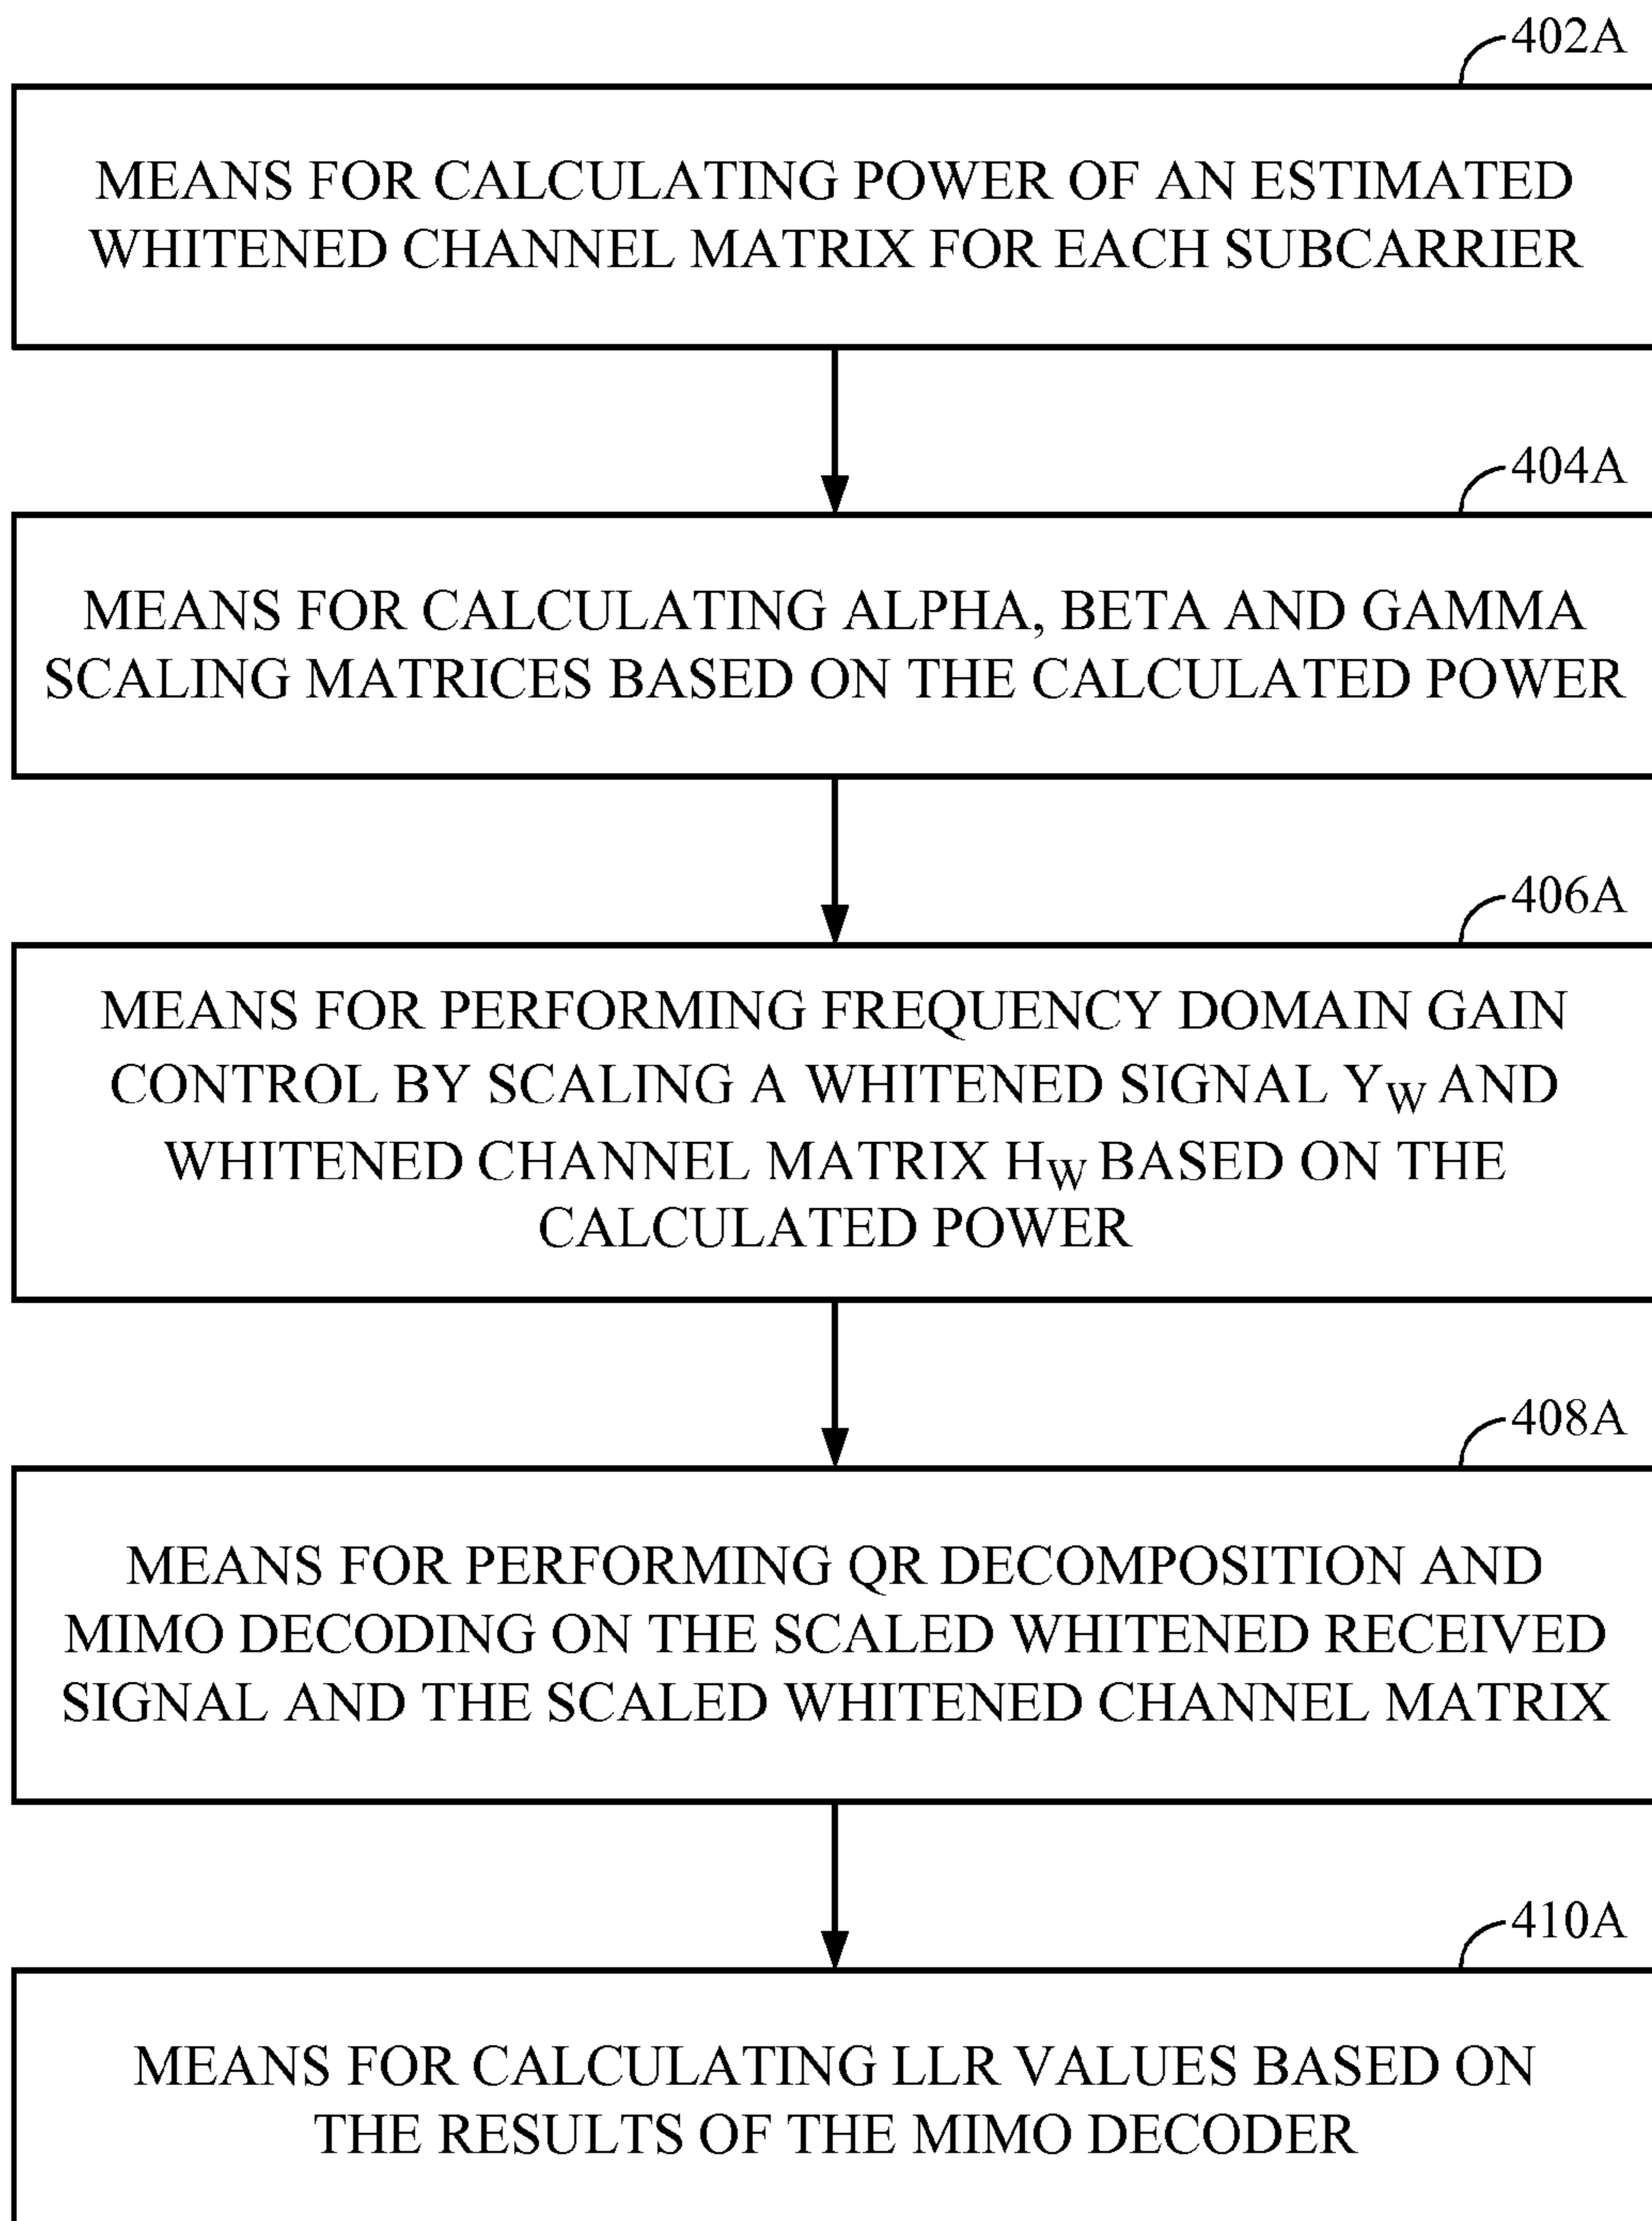 402A
MEANS FOR CALCULATING POWER OF AN ESTIMATED
WHITENED CHANNEL MATRIX FOR EACH SUBCARRIER
404A
MEANS FOR CALCULATING ALPHA, BETA AND GAMMA
SCALING MATRICES BASED ON THE CALCULATED POWER
406A
MEANS FOR PERFORMING FREQUENCY DOMAIN GAIN
CONTROL BY SCALING A WHITENED SIGNAL YW AND
WHITENED CHANNEL MATRIX HW BASED ON THE
CALCULATED POWER
408A
MEANS FOR PERFORMING QR DECOMPOSITION AND
MIMO DECODING ON THE SCALED WHITENED RECEIVED
SIGNAL AND THE SCALED WHITENED CHANNEL MATRIX
410A
MEANS FOR CALCULATING LLR VALUES BASED ON
THE RESULTS OF THE MIMO DECODER